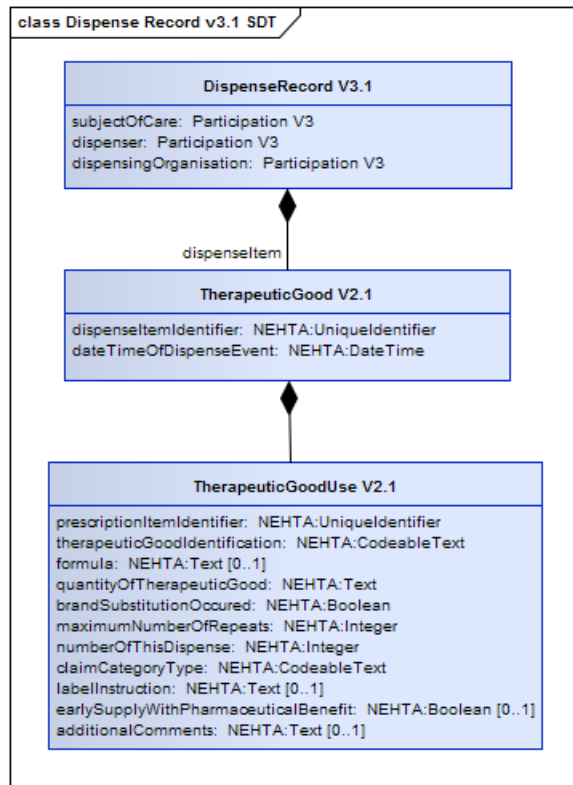 class Dispense Record v3.1 SDT
DispenseRecord V3.1
subjectOfCare: Participation V3
dispenser: Participation V3
dispensingOrganisation: Participation V3
dispenseItem
TherapeuticGood V2.1
dispenseItemIdentifier: NEHTA:UniqueIdentifier
dateTimeOfDispenseEvent: NEHTA:DateTime
TherapeuticGoodUse V2.1
prescriptionItemIdentifier: NEHTA:UniqueIdentifier
therapeuticGoodIdentification: NEHTA:CodeableText
formula: NEHTA:Text [0..1]
quantityOfTherapeuticGood: NEHTA:Text
brandSubstitutionOccured: NEHTA:Boolean
maximumNumberOfRepeats: NEHTA:Integer
numberOfThisDispense: NEHTA:Integer
claimCategoryType: NEHTA:CodeableText
labelInstruction: NEHTA:Text [0..1]
earlySupplyWithPharmaceuticalBenefit: NEHTA:Boolean [0..1]
additionalComments: NEHTA:Text [0..1]